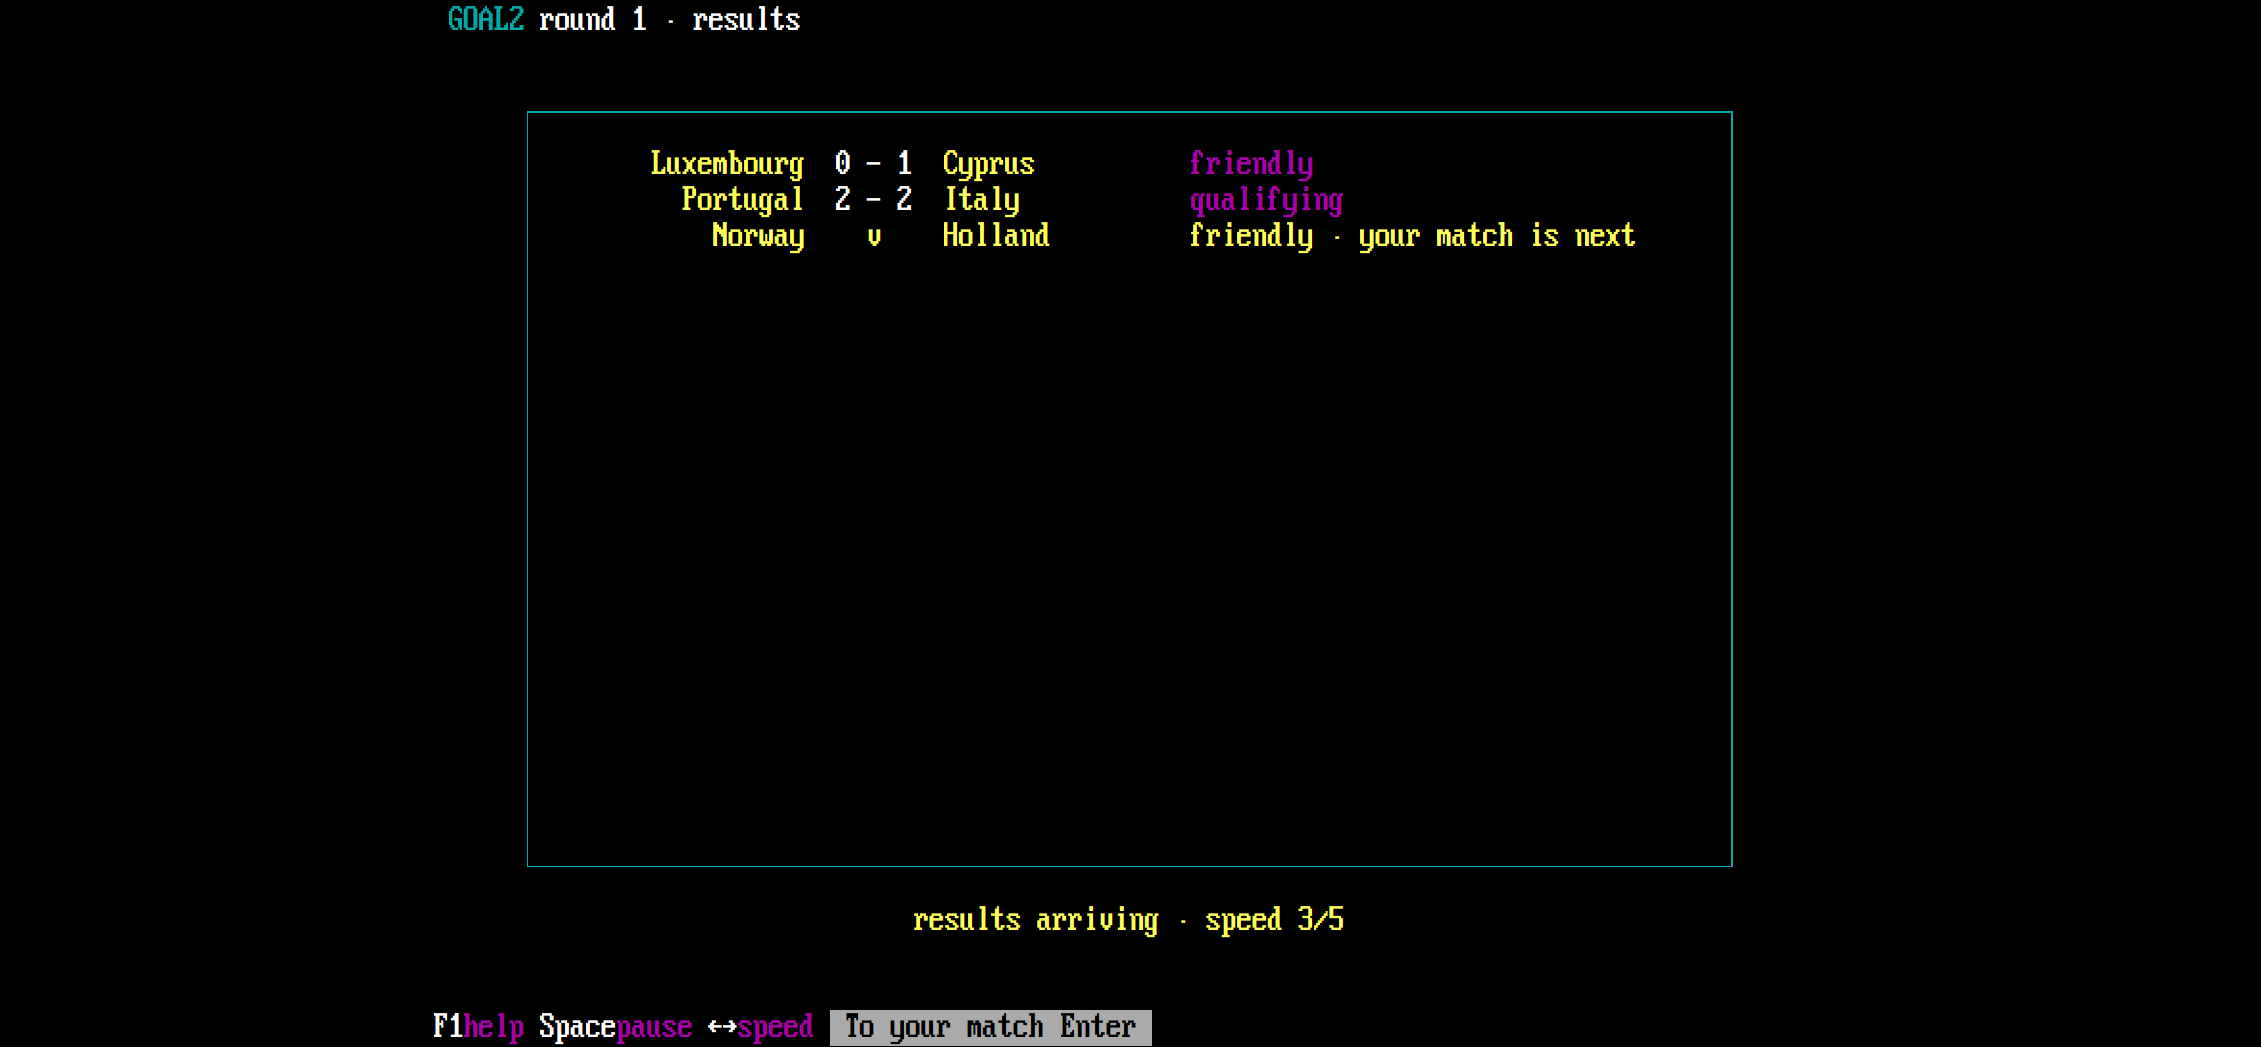 GOAL2 round 1 · results
Luxembourg 0 – 1 Cyprus friendly
Portugal 2 – 2 Italy qualifying
Norway v Holland friendly · your match is next
results arriving · speed 3/5
F1help Spacepause ↔speed To your match Enter